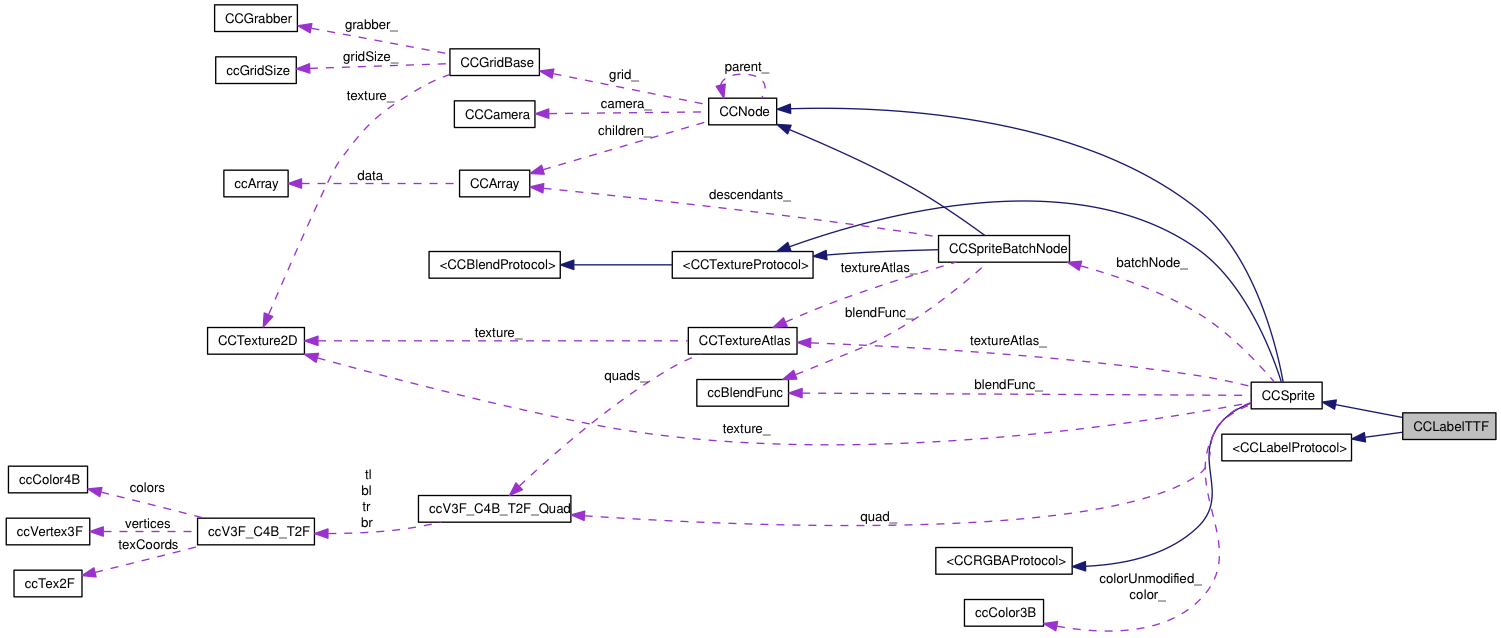 CCGrabber
grabber_
gridSize_
CCGridBase
ccGridSize
parent_
grid_
texture_
camera_
CCCamera
CCNode
children_
data
ccArray
CCArray
descendants_
CCSpriteBatchNode
<CCBlendProtocol>
<CCTextureProtocol>
batchNode_
textureAtlas_
blendFunc_
texture_
CCTexture2D
CCTextureAtlas
textureAtlas_
quads_
blendFunc_
ccBlendFunc
CCSprite
texture_
CCLabelTTF
<CCLabelProtocol>
tl
ccColor4B
colors
bl
tr
ccV3F_C4B_T2F_Quad
quad_
vertices
br
ccVertex3F
ccV3F_C4B_T2F
texCoords
<CCRGBAProtocol>
ccTex2F
colorUnmodified_
color_
ccColor3B